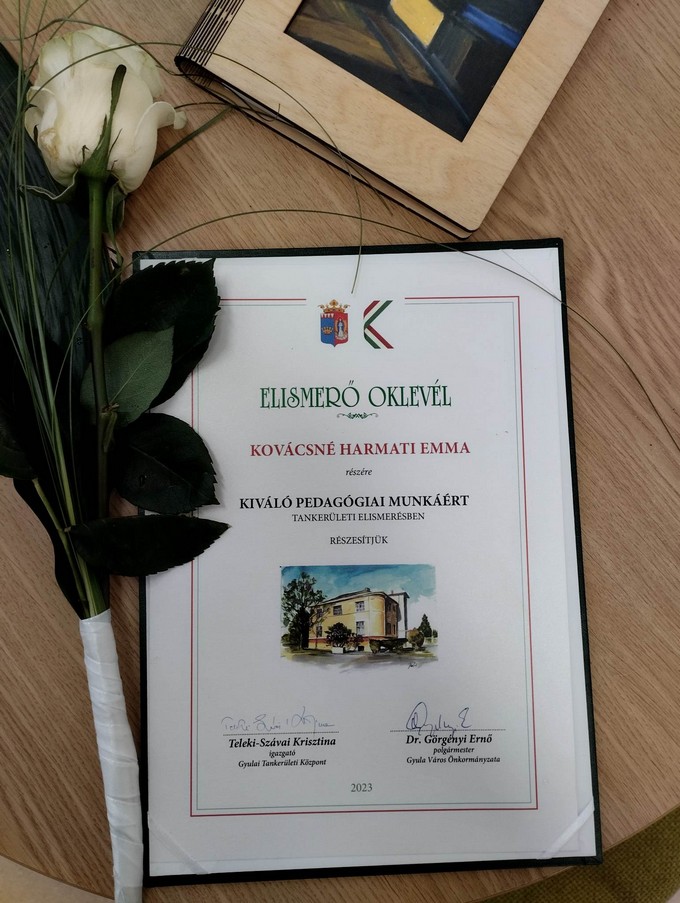 ELISMERŐ OKLEVÉL
KOVÁCSNÉ HARMATI EMMA
részére
KIVÁLÓ PEDAGÓGIAI MUNKÁÉRT
TANKERÜLETI ELISMERÉSBEN
RÉSZESÍTJÜK
Teleki-Szávai Krisztina
igazgató
Gyulai Tankerületi Központ
Dr. Görgényi Ernő
polgármester
Gyula Város Önkormányzata
2023